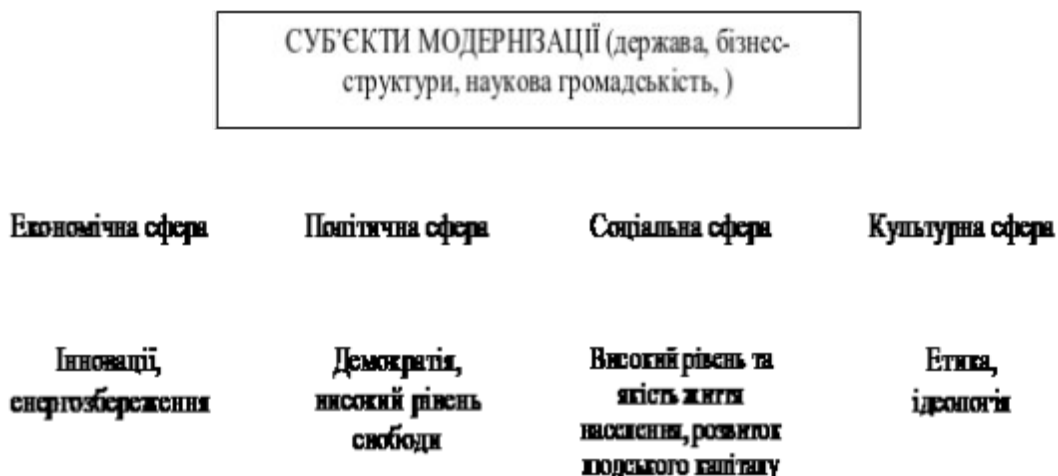 СУБ’ЄКТИ МОДЕРНІЗАЦІЇ (держава, бізнес-
структури, наукова громадськість, )
Економічна сфера
Політична сфера
Соціальна сфера
Культурна сфера
Інновації,
енергозбереження
Демократія,
високий рівень
свободи
Високий рівень та
якість життя
населення, розвиток
людського капіталу
Етика,
ідеологія